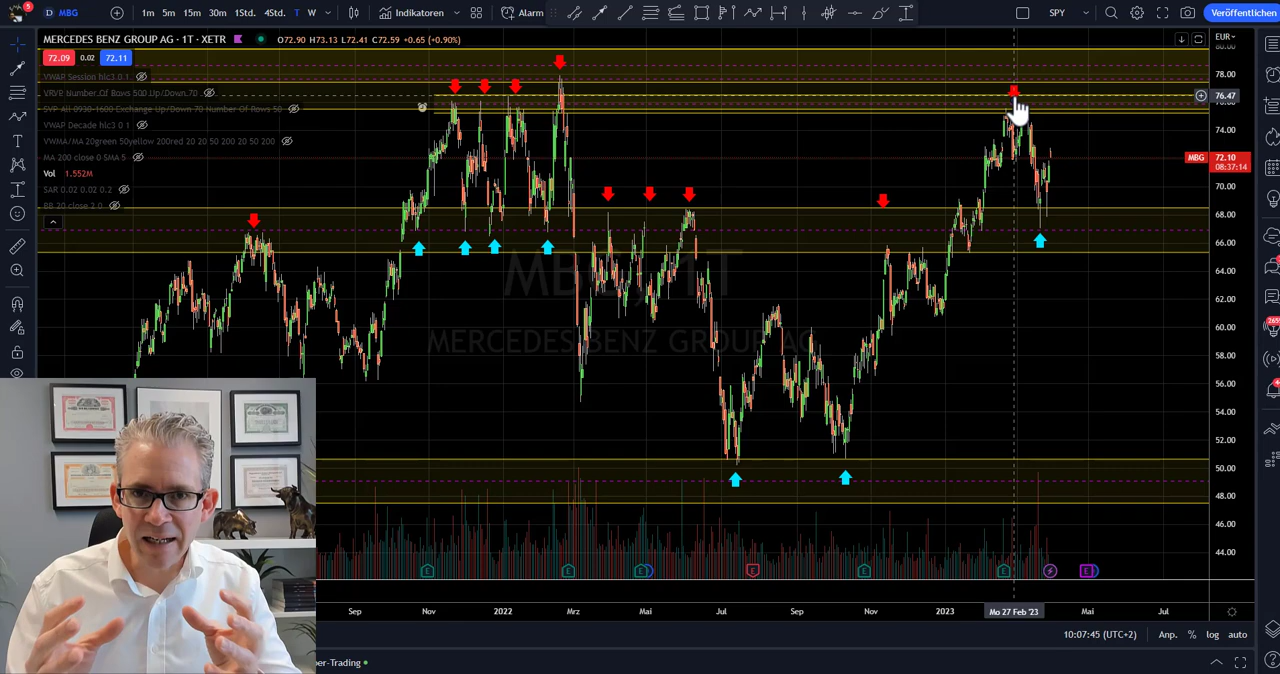 5 D MBG 1m 5m 15m 30m 1Std. 4Std. T W Indikatoren Alarm SPY Veröffentlichen
MERCEDES BENZ GROUP AG · 1T · XETR O72.90 H73.13 L72.41 C72.59 +0.65 (+0.90%) EUR
72.09 0.02 72.11
VWAP Session hlc3 0 1
VRVP Number Of Rows 500 Up/Down 70
SVP All 0930-1600 Exchange Up/Down 70 Number Of Rows 50
VWAP Decade hlc3 0 1
VWMA/MA 20green 50yellow 200red 20 20 50 200 20 50 200
MA 200 close 0 SMA 5
Vol 1.552M
SAR 0.02 0.02 0.2
BB 20 close 2 0
80.00
78.00
76.47
74.00
MBG 72.10
08:37:14
70.00
68.00
66.00
64.00
62.00
60.00
58.00
56.00
54.00
52.00
50.00
48.00
46.00
44.00
MBG, 1T
MERCEDES BENZ GROUP AG
E E E E E E E
Sep Nov 2022 Mrz Mai Jul Sep Nov 2023 Mo 27 Feb '23 Mai Jul
10:07:45 (UTC+2) Anp. % log auto
per-Trading